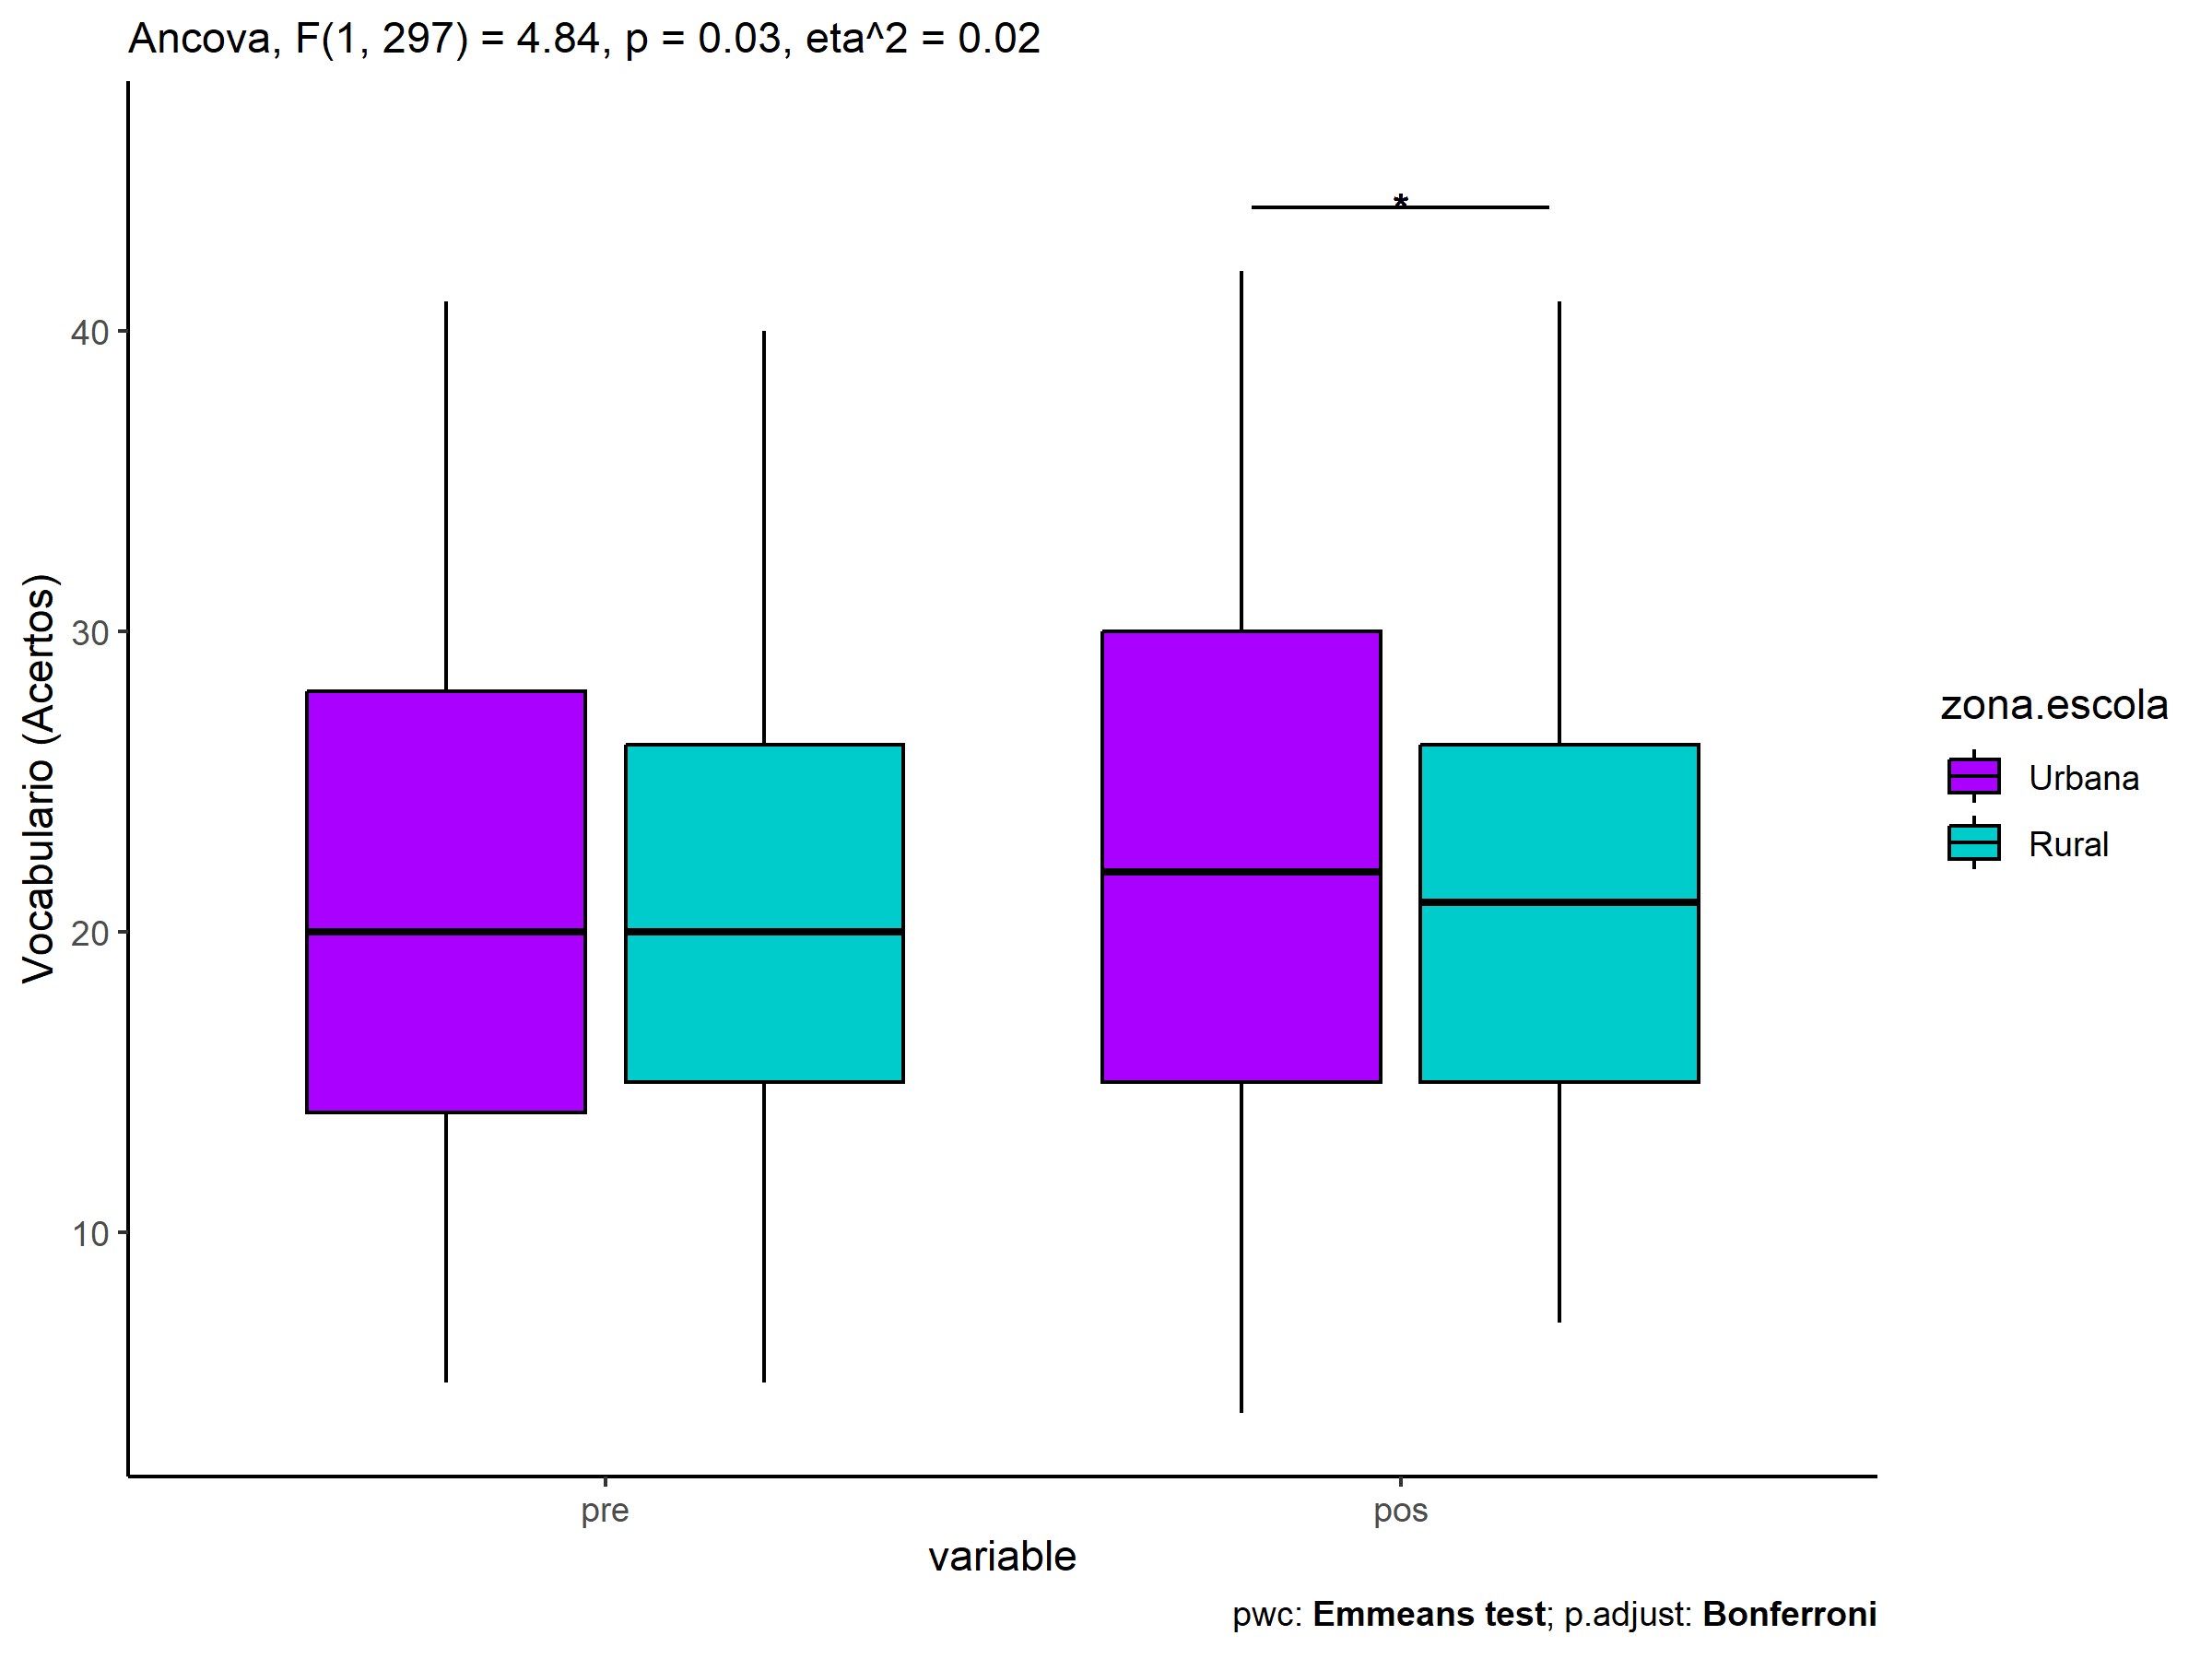 Ancova, F(1, 297) = 4.84, p = 0.03, eta^2 = 0.02
*
40
30
20
10
Vocabulario (Acertos)
pre
pos
variable
zona.escola
Urbana
Rural
pwc: Emmeans test; p.adjust: Bonferroni